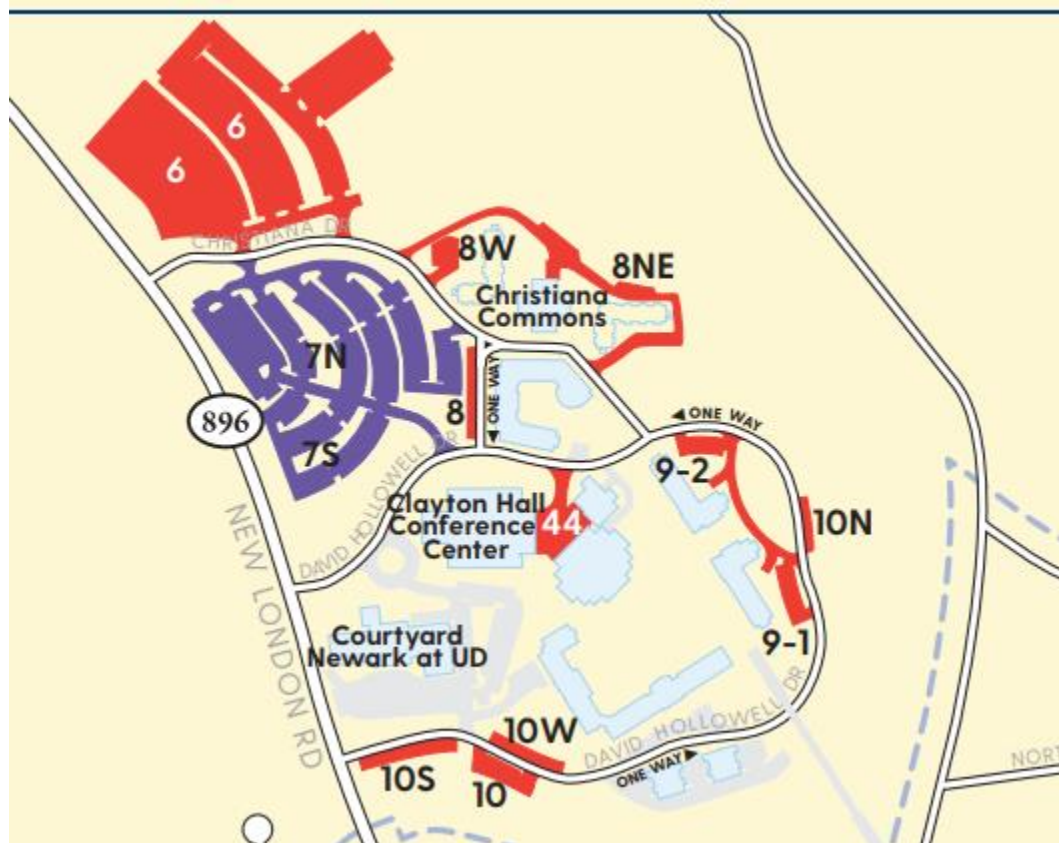 6
6
CHRISTIANA DR
8W
8NE
Christiana
Commons
7N
ONE WAY
8
896
ONE WAY
7S
9-2
DAVID HOLLOWELL DR
Clayton Hall
Conference
Center
44
10N
NEW LONDON RD
Courtyard
Newark at UD
9-1
10W
DAVID HOLLOWELL DR
10S
10
ONE WAY
NORT